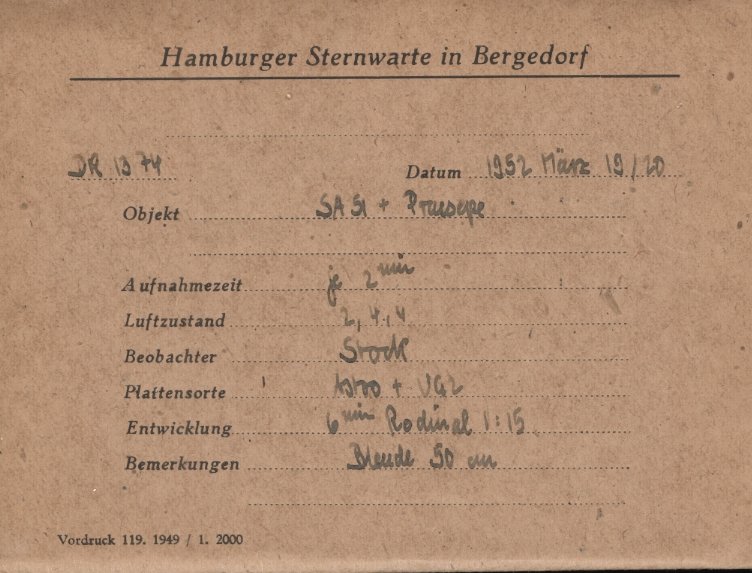 Hamburger Sternwarte in Bergedorf
DR 1374 Datum 1952 März 19/20
Objekt SA 51 + Praesepe
Aufnahmezeit je 2 min
Luftzustand 2, 4, 4
Beobachter Stock
Plattensorte Astro + UG2
Entwicklung 6 min Rodinal 1:15
Bemerkungen Blende 50 cm
Vordruck 119. 1949 / 1. 2000